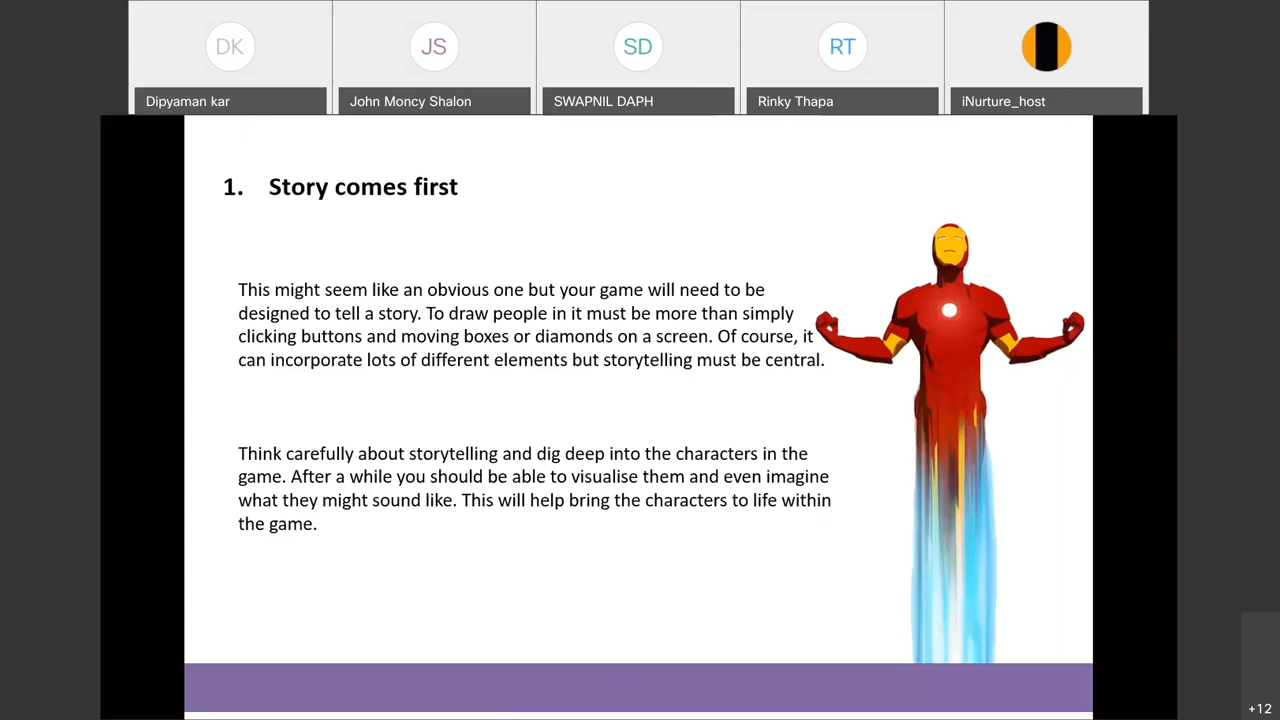 DK
JS
SD
RT
Dipyaman kar
John Moncy Shalon
SWAPNIL DAPH
Rinky Thapa
iNurture_host
1. Story comes first
This might seem like an obvious one but your game will need to be
designed to tell a story. To draw people in it must be more than simply
clicking buttons and moving boxes or diamonds on a screen. Of course, it
can incorporate lots of different elements but storytelling must be central.
Think carefully about storytelling and dig deep into the characters in the
game. After a while you should be able to visualise them and even imagine
what they might sound like. This will help bring the characters to life within
the game.
+12